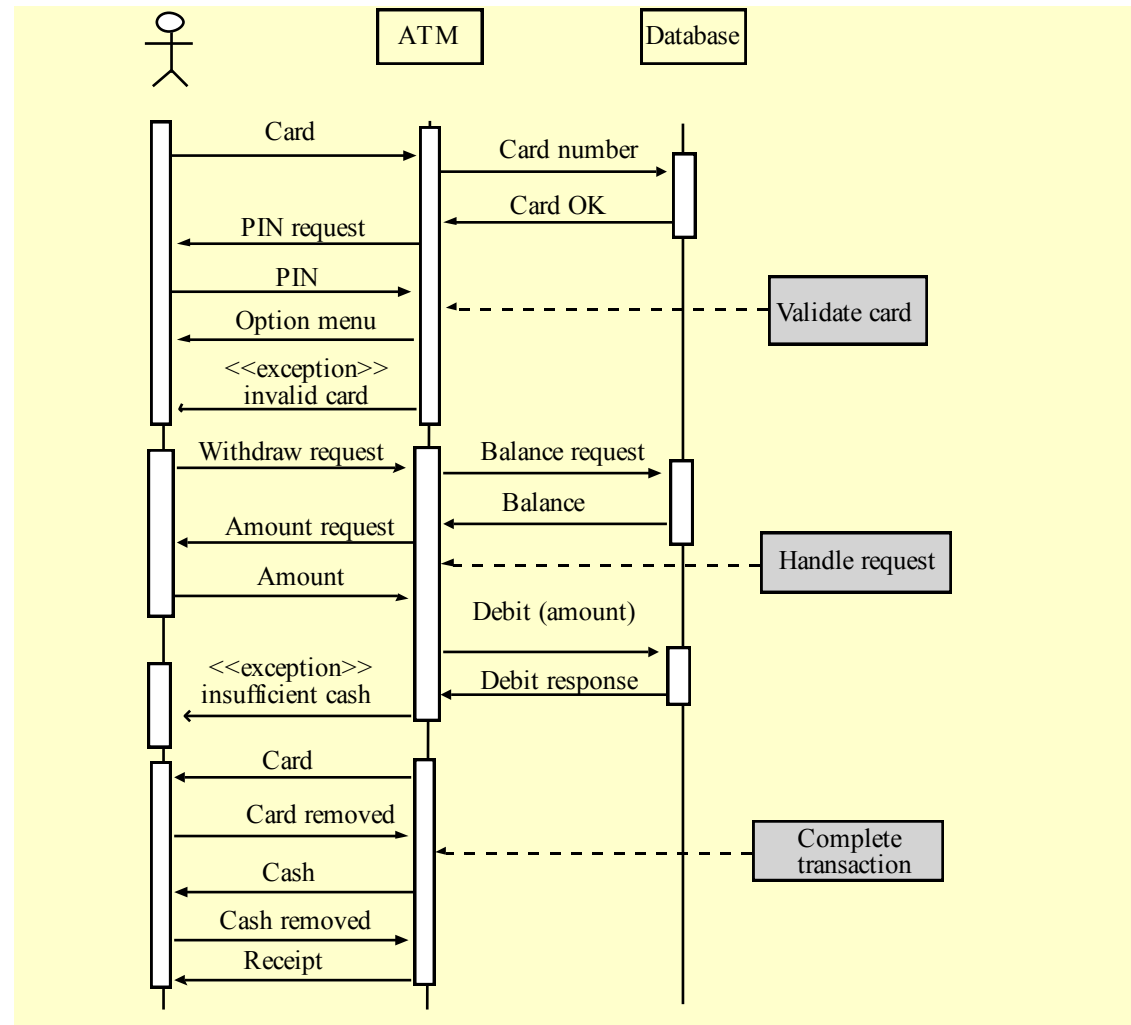 ATM
Database
Card
Card number
Card OK
PIN request
PIN
Validate card
Option menu
<<exception>>
invalid card
Withdraw request
Balance request
Balance
Amount request
Handle request
Amount
Debit (amount)
<<exception>>
insufficient cash
Debit response
Card
Card removed
Complete
transaction
Cash
Cash removed
Receipt